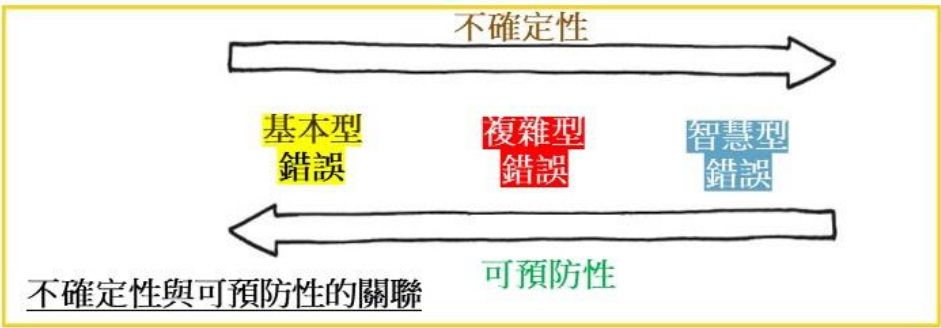 不確定性
基本型
錯誤
複雜型
錯誤
智慧型
錯誤
可預防性
不確定性與可預防性的關聯